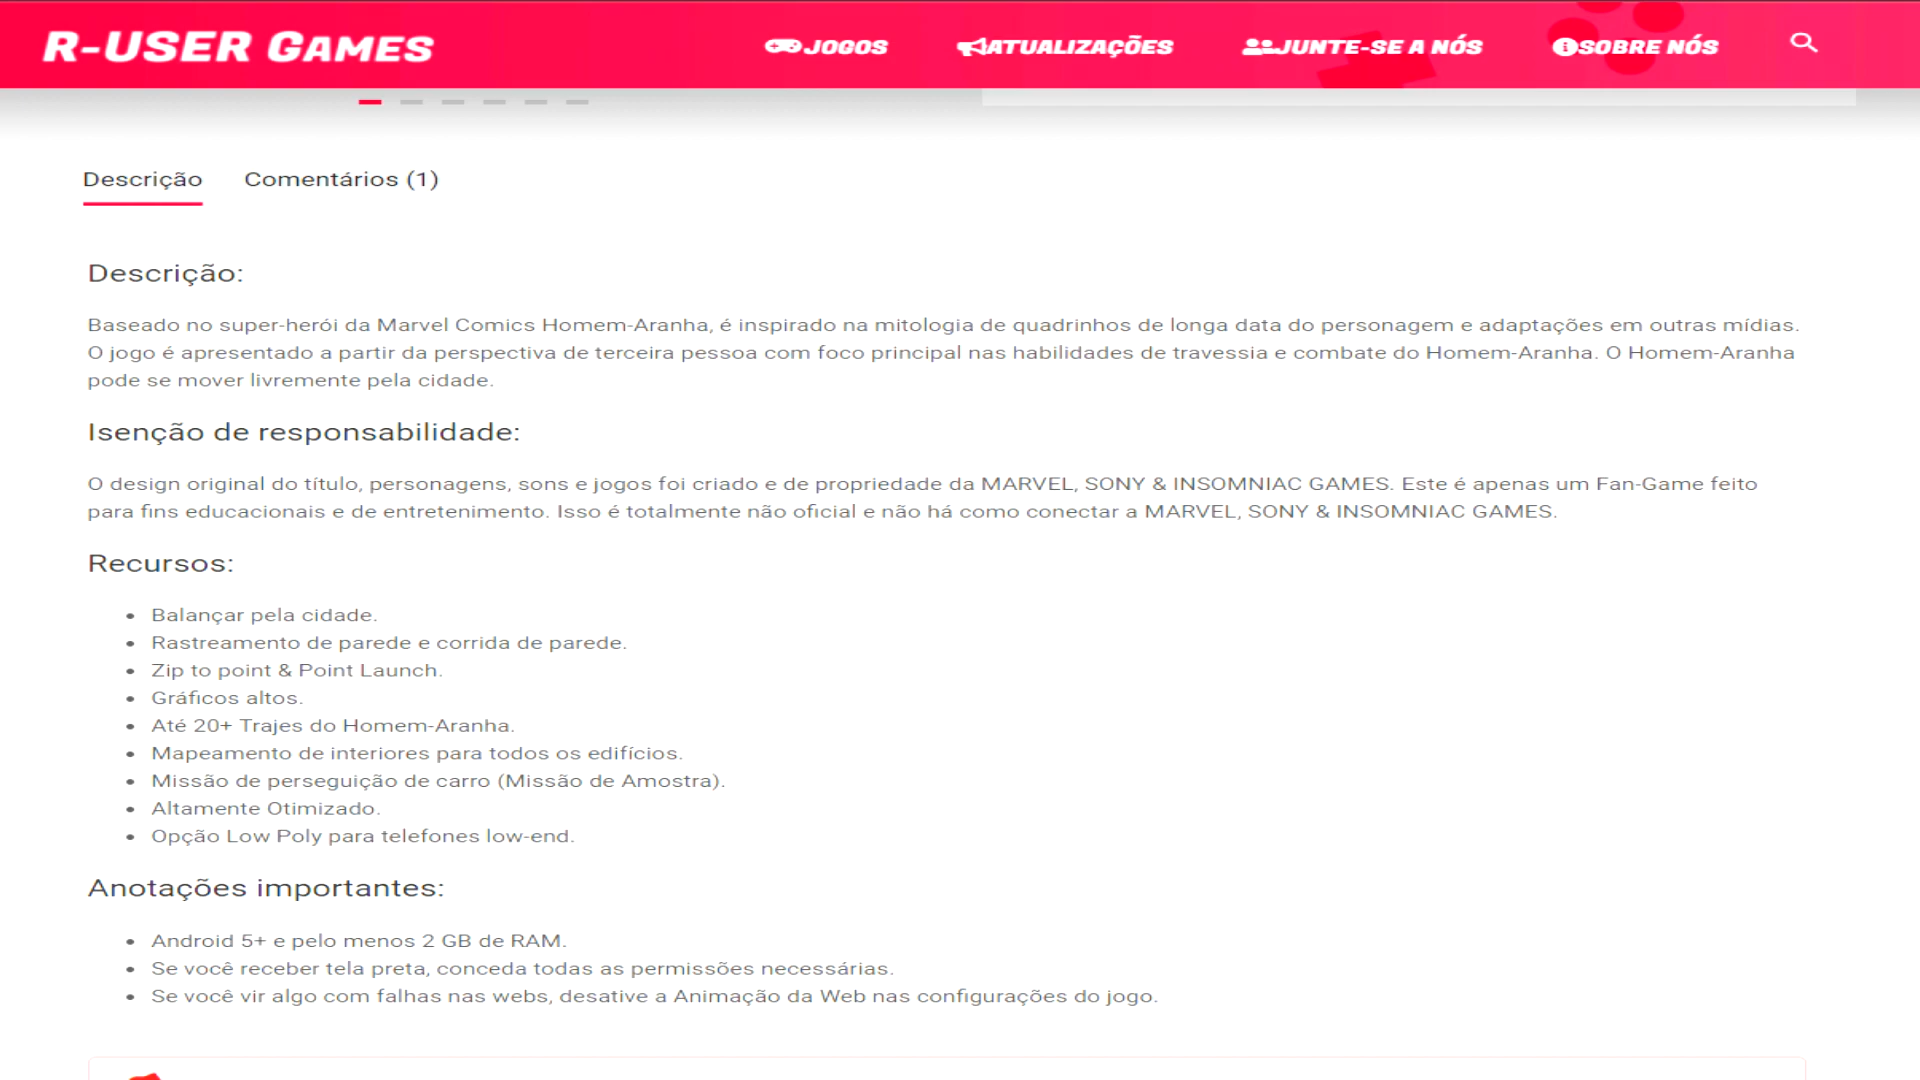 R-USER GAMES
JOGOS
ATUALIZAÇÕES
JUNTE-SE A NÓS
SOBRE NÓS
Descrição
Comentários (1)
Descrição:
Baseado no super-herói da Marvel Comics Homem-Aranha, é inspirado na mitologia de quadrinhos de longa data do personagem e adaptações em outras mídias.
O jogo é apresentado a partir da perspectiva de terceira pessoa com foco principal nas habilidades de travessia e combate do Homem-Aranha. O Homem-Aranha
pode se mover livremente pela cidade.
Isenção de responsabilidade:
O design original do título, personagens, sons e jogos foi criado e de propriedade da MARVEL, SONY & INSOMNIAC GAMES. Este é apenas um Fan-Game feito
para fins educacionais e de entretenimento. Isso é totalmente não oficial e não há como conectar a MARVEL, SONY & INSOMNIAC GAMES.
Recursos:
• Balançar pela cidade.
• Rastreamento de parede e corrida de parede.
• Zip to point & Point Launch.
• Gráficos altos.
• Até 20+ Trajes do Homem-Aranha.
• Mapeamento de interiores para todos os edifícios.
• Missão de perseguição de carro (Missão de Amostra).
• Altamente Otimizado.
• Opção Low Poly para telefones low-end.
Anotações importantes:
• Android 5+ e pelo menos 2 GB de RAM.
• Se você receber tela preta, conceda todas as permissões necessárias.
• Se você vir algo com falhas nas webs, desative a Animação da Web nas configurações do jogo.